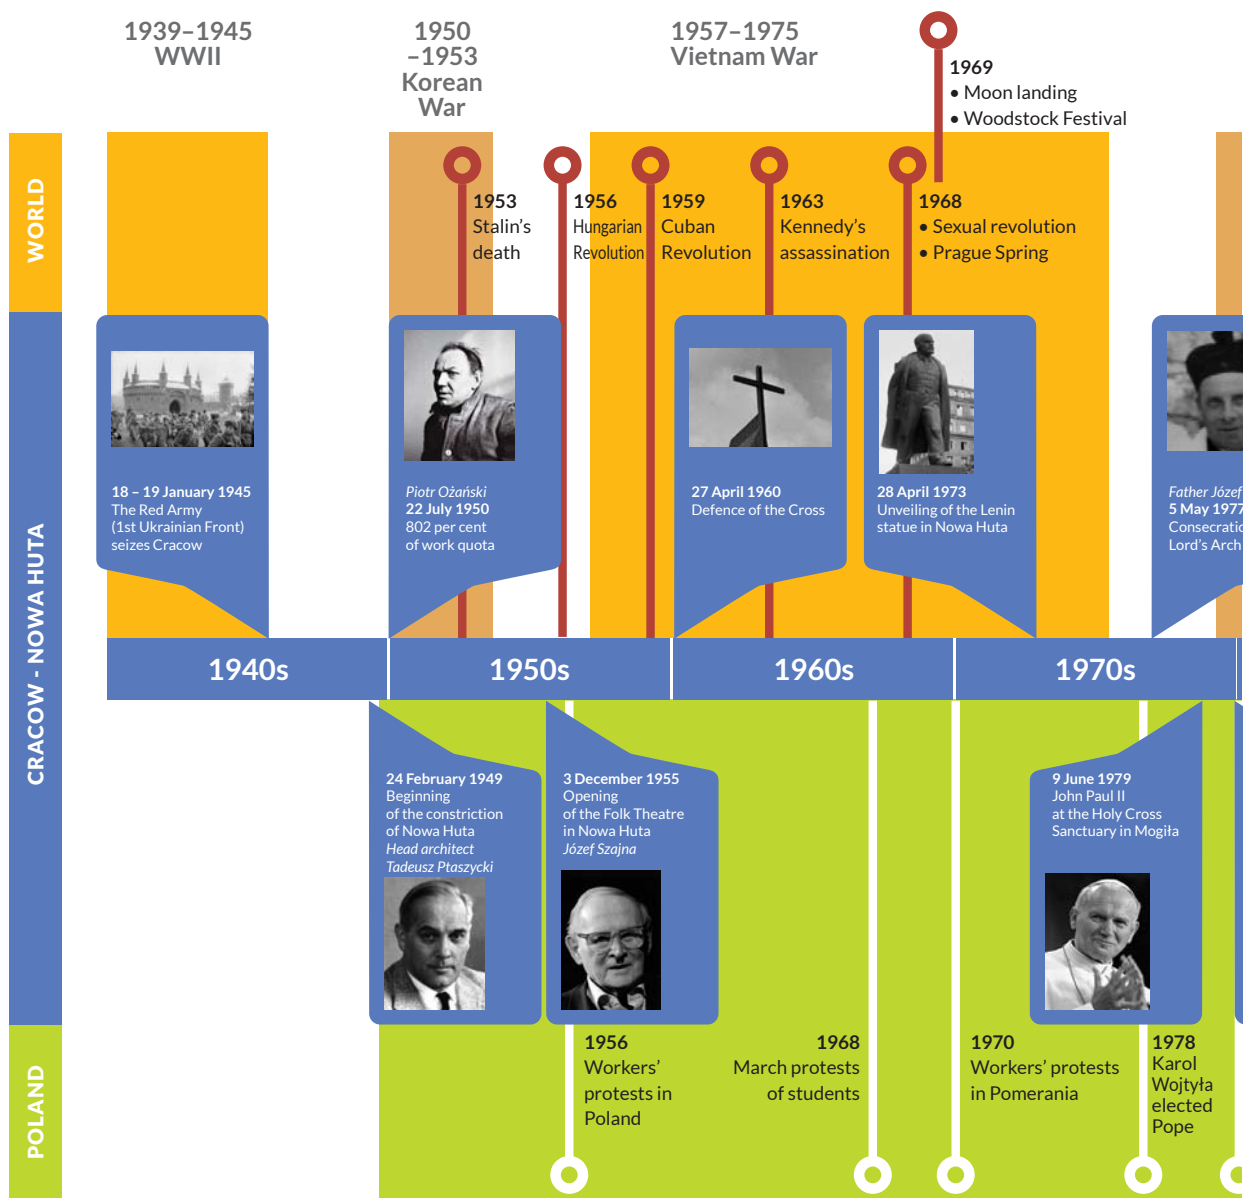 1939–1945
WWII
1950
–1953
Korean
War
1957–1975
Vietnam War
1969
• Moon landing
• Woodstock Festival
WORLD
1953
Stalin's
death
1956
Hungarian
Revolution
1959
Cuban
Revolution
1963
Kennedy's
assassination
1968
• Sexual revolution
• Prague Spring
CRACOW - NOWA HUTA
18 – 19 January 1945
The Red Army
(1st Ukrainian Front)
seizes Cracow
Piotr Ożański
22 July 1950
802 per cent
of work quota
27 April 1960
Defence of the Cross
28 April 1973
Unveiling of the Lenin
statue in Nowa Huta
Father Józef
5 May 1977
Consecratio
Lord's Arch
1940s
1950s
1960s
1970s
24 February 1949
Beginning
of the constriction
of Nowa Huta
Head architect
Tadeusz Ptaszycki
3 December 1955
Opening
of the Folk Theatre
in Nowa Huta
Józef Szajna
9 June 1979
John Paul II
at the Holy Cross
Sanctuary in Mogiła
POLAND
1956
Workers'
protests in
Poland
1968
March protests
of students
1970
Workers' protests
in Pomerania
1978
Karol
Wojtyła
elected
Pope